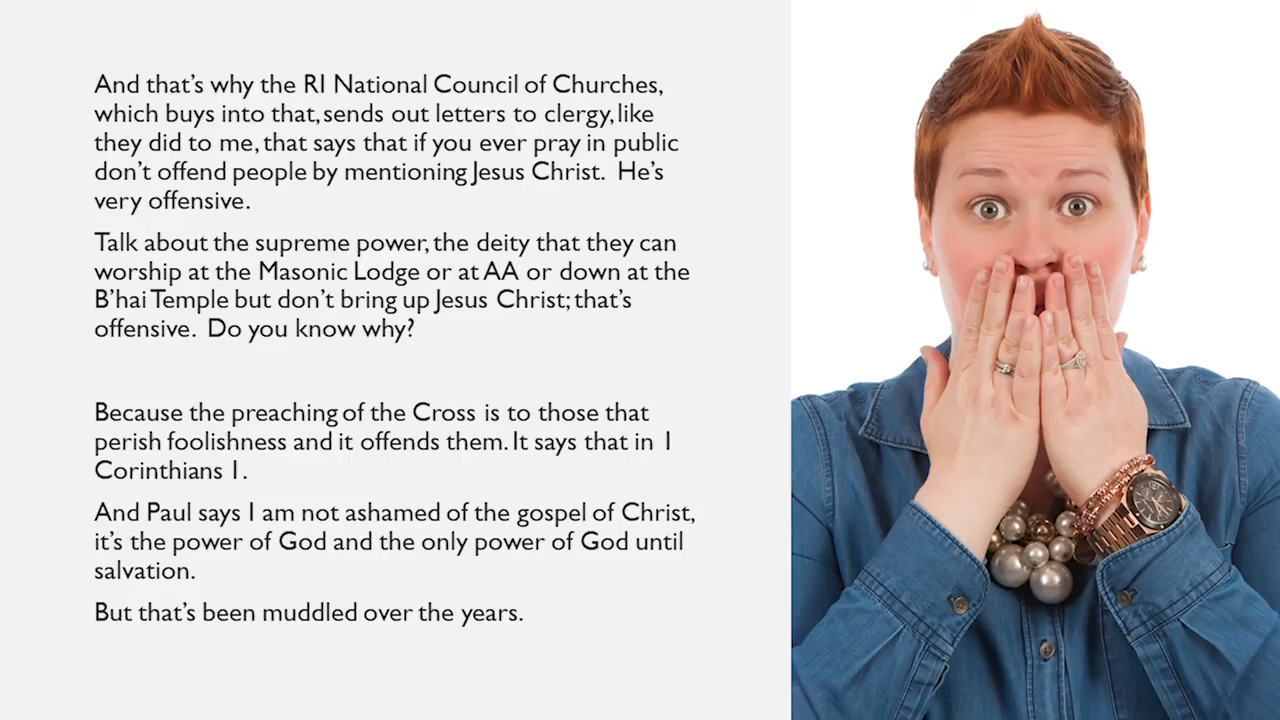 And that's why the RI National Council of Churches,
which buys into that, sends out letters to clergy, like
they did to me, that says that if you ever pray in public
don't offend people by mentioning Jesus Christ. He's
very offensive.
Talk about the supreme power, the deity that they can
worship at the Masonic Lodge or at AA or down at the
B'hai Temple but don't bring up Jesus Christ; that's
offensive. Do you know why?
Because the preaching of the Cross is to those that
perish foolishness and it offends them. It says that in 1
Corinthians 1.
And Paul says I am not ashamed of the gospel of Christ,
it's the power of God and the only power of God until
salvation.
But that's been muddled over the years.